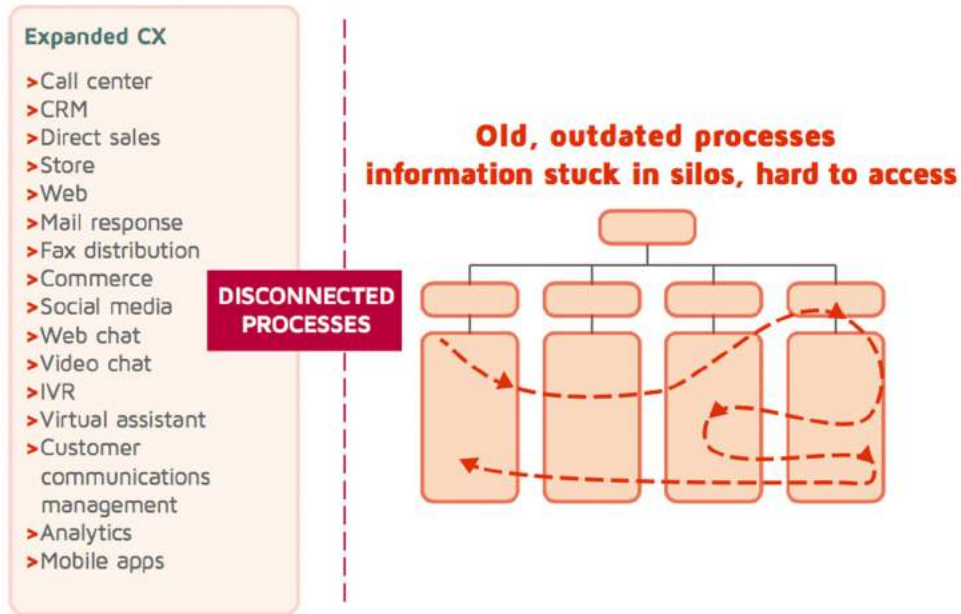 Expanded CX
>Call center
>CRM
>Direct sales
>Store
>Web
>Mail response
>Fax distribution
>Commerce
>Social media
>Web chat
>Video chat
>IVR
>Virtual assistant
>Customer
communications
management
>Analytics
>Mobile apps
DISCONNECTED
PROCESSES
Old, outdated processes
information stuck in silos, hard to access